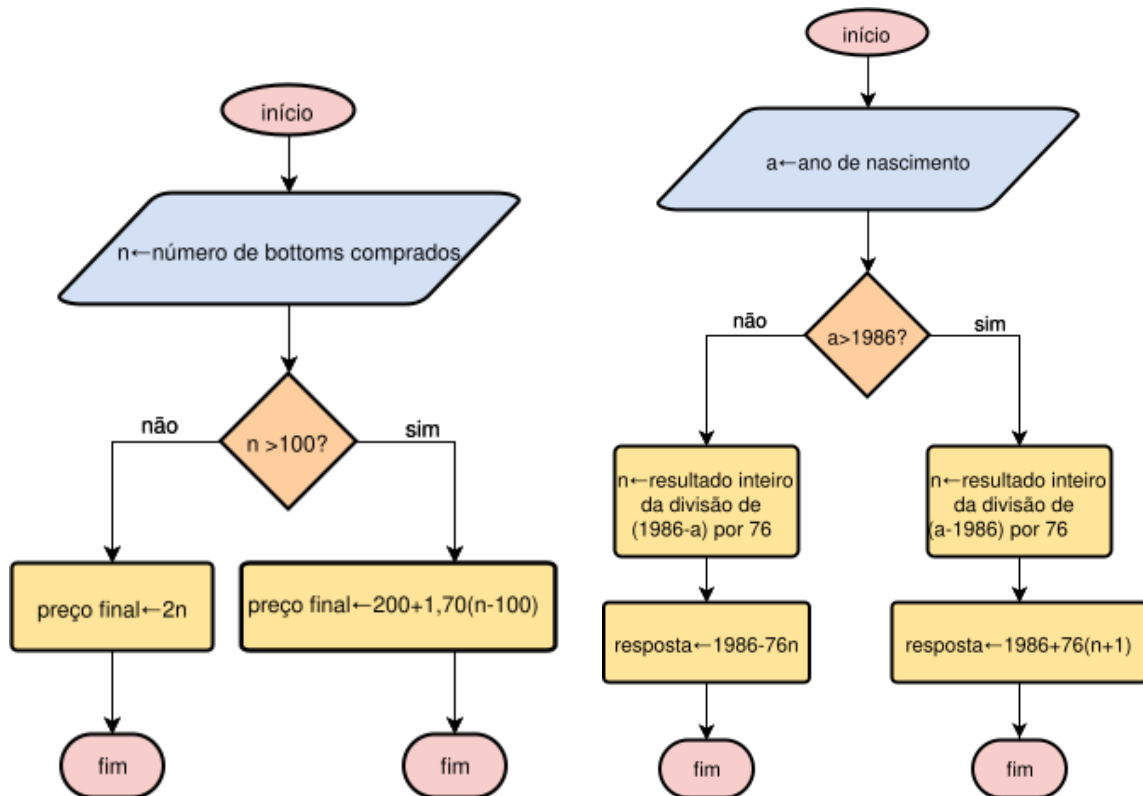 início
n←número de bottoms comprados
n >100?
não
sim
preço final←2n
preço final←200+1,70(n-100)
fim
fim
início
a←ano de nascimento
a>1986?
não
sim
n←resultado inteiro
da divisão de
(1986-a) por 76
n←resultado inteiro
da divisão de
(a-1986) por 76
resposta←1986-76n
resposta←1986+76(n+1)
fim
fim